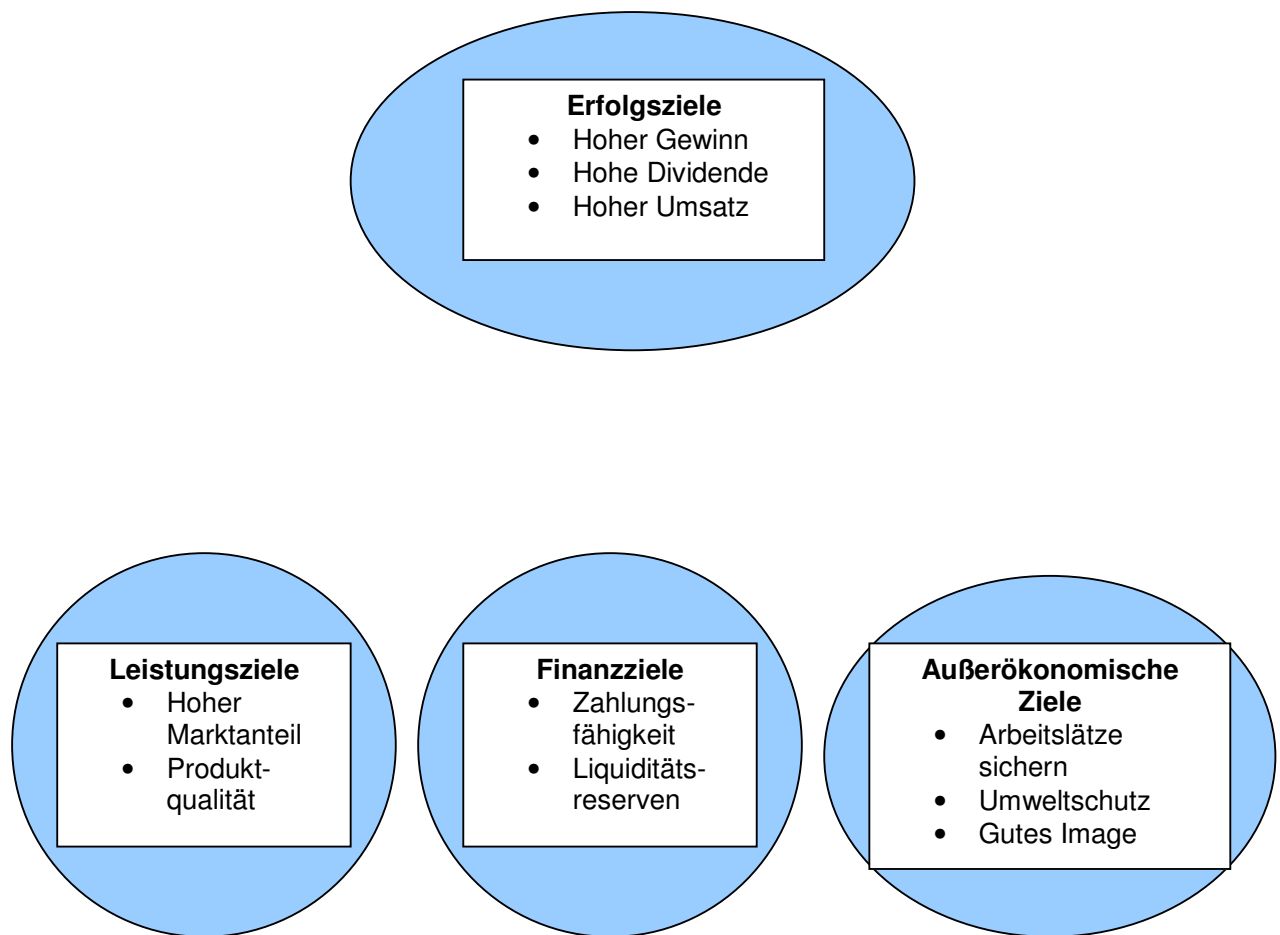 Erfolgsziele
• Hoher Gewinn
• Hohe Dividende
• Hoher Umsatz
Leistungsziele
• Hoher
Marktanteil
• Produkt-
qualität
Finanzziele
• Zahlungs-
fähigkeit
• Liquiditäts-
reserven
Außerökonomische
Ziele
• Arbeitslätze
sichern
• Umweltschutz
• Gutes Image